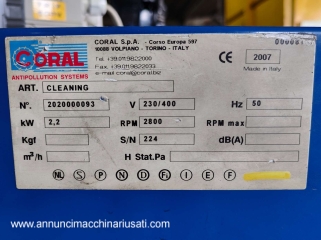 CORAL S.p.A. - Corso Europa 597
10088 VOLPIANO - TORINO - ITALY
CORAL
ANTIPOLLUTION SYSTEMS
Tel. +39.011.9822000
Fax. +39.011.9822033
e-mail: coral@coral.biz
CE
2007
Made in Italy
ART. CLEANING
N°. 2020000093 V 230/400 Hz 50
kW 2,2 RPM 2800 RPM max
Kgf S/N 224 dB(A)
m³/h H Stat.Pa
NL S P N D FI I E F
www.annuncimacchinariusati.com